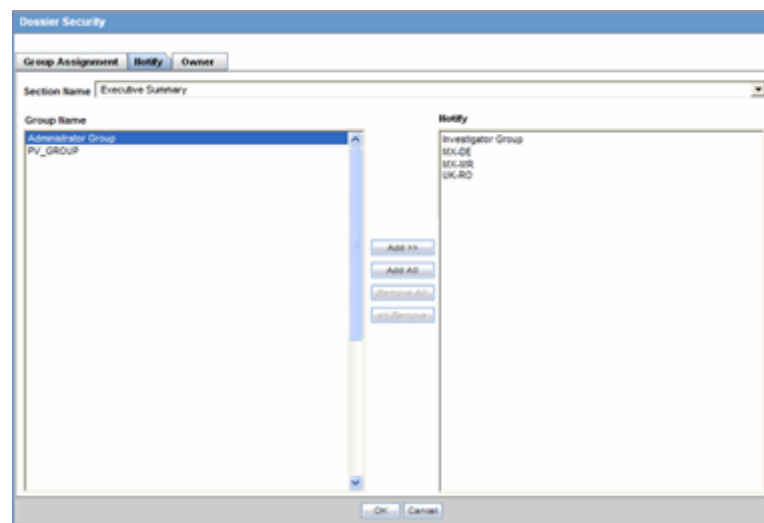 Dossier Security
Group Assignment Notify Owner
Section Name Executive Summary
Group Name
Administrator Group
PV_GROUP
Add >>
Add All
Remove All
<< Remove
Notify
Investigator Group
MX-DE
MX-MR
UK-RO
OK Cancel